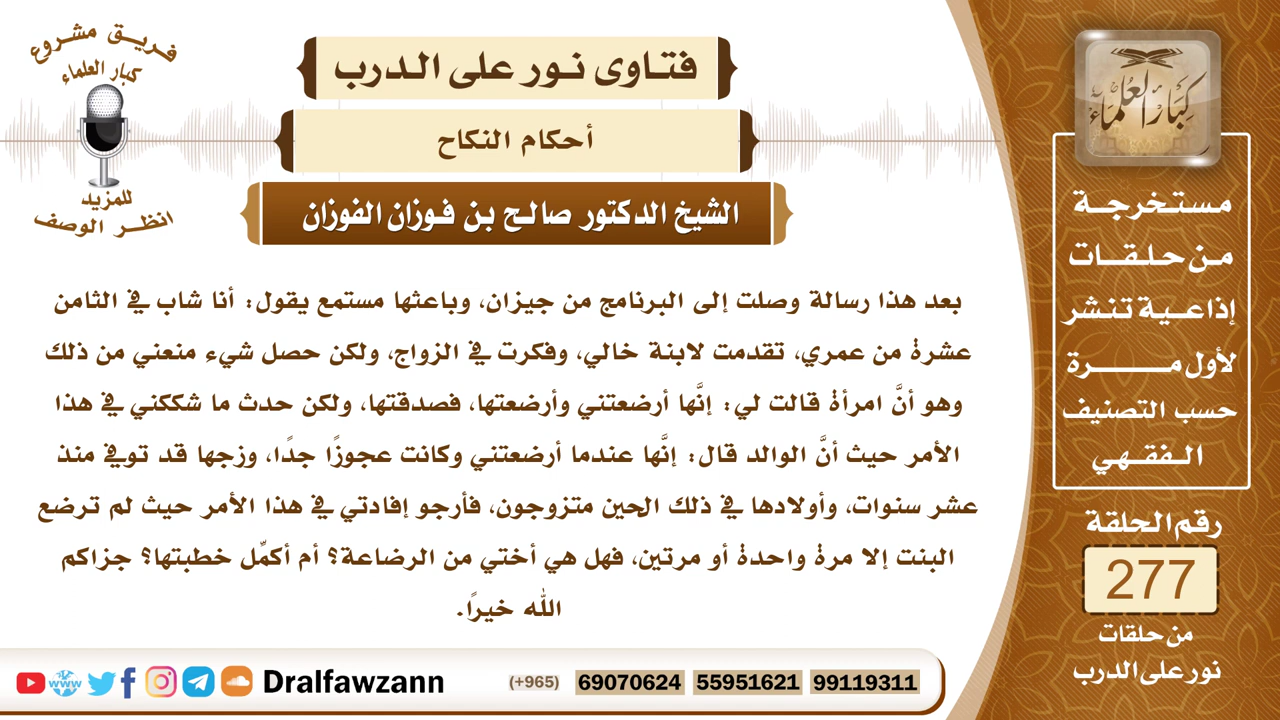 فتاوى نور على الدرب
أحكام النكاح
الشيخ الدكتور صالح بن فوزان الفوزان
فريق مشروع
كبار العلماء
للمزيد
انظر الوصف
بعد هذا رسالة وصلت إلى البرنامج من جيزان، وباعثها مستمع يقول: أنا شاب في الثامن
عشرة من عمري، تقدمت لابنة خالي، وفكرت في الزواج، ولكن حصل شيء منعني من ذلك
وهو أنَّ امرأة قالت لي: إنَّها أرضعتني وأرضعتها، فصدقتها، ولكن حدث ما شككني في هذا
الأمر حيث أنَّ الوالد قال: إنَّها عندما أرضعتني وكانت عجوزًا جدًا، وزجها قد توفي منذ
عشر سنوات، وأولادها في ذلك الحين متزوجون، فأرجو إفادتي في هذا الأمر حيث لم ترضع
البنت إلا مرة واحدة أو مرتين، فهل هي أختي من الرضاعة؟ أم أكمِّل خطبتها؟ جزاكم
الله خيرًا.
كبار العلماء
مستخرجة
من حلقات
إذاعية تنشر
لأول مرة
حسب التصنيف
الفقهي
رقم الحلقة
277
من حلقات
نور على الدرب
www
Dralfawzann
(+965) 69070624 55951621 99119311